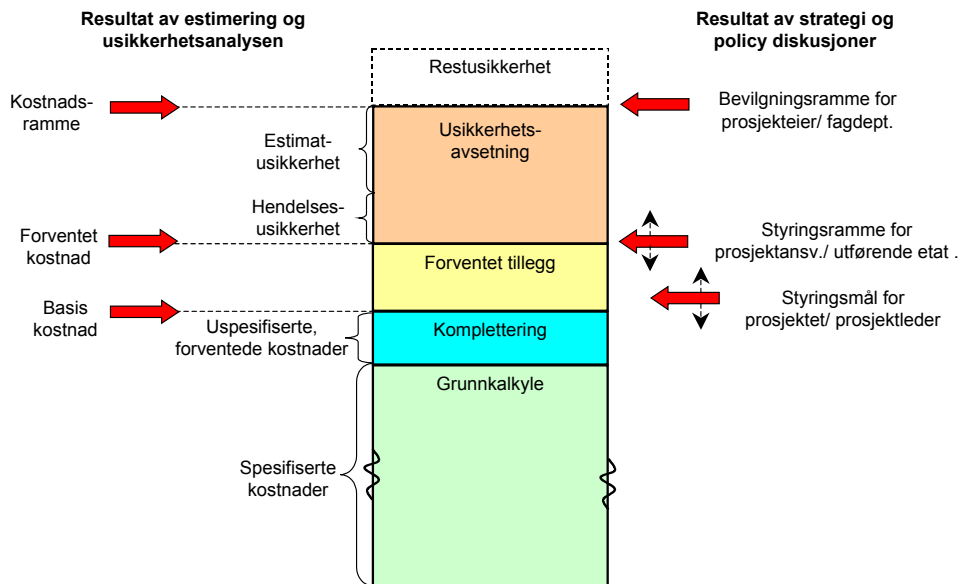 Resultat av estimering og
usikkerhetsanalysen
Resultat av strategi og
policy diskusjoner
Restusikkerhet
Kostnads-
ramme
Bevilgningsramme for
prosjekteier/ fagdept.
Usikkerhets-
avsetning
Estimat-
usikkerhet
Hendelses-
usikkerhet
Forventet
kostnad
Styringsramme for
prosjektansv./ utførende etat .
Forventet tillegg
Basis
kostnad
Styringsmål for
prosjektet/ prosjektleder
Uspesifiserte,
forventede kostnader
Komplettering
Grunnkalkyle
Spesifiserte
kostnader